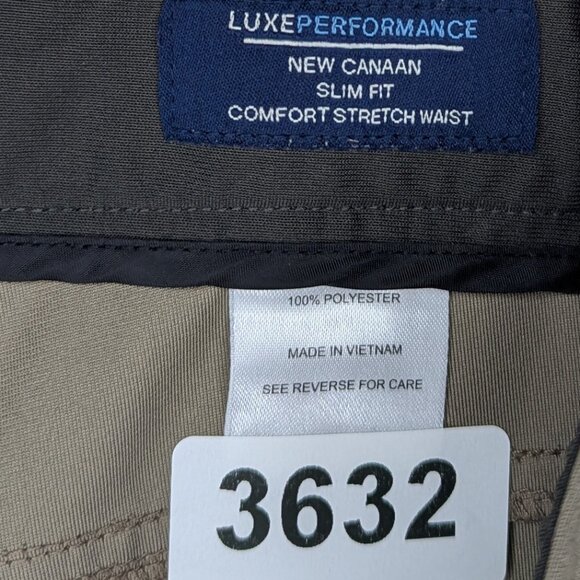 LUXEPERFORMANCE
NEW CANAAN
SLIM FIT
COMFORT STRETCH WAIST
100% POLYESTER
MADE IN VIETNAM
SEE REVERSE FOR CARE
3632